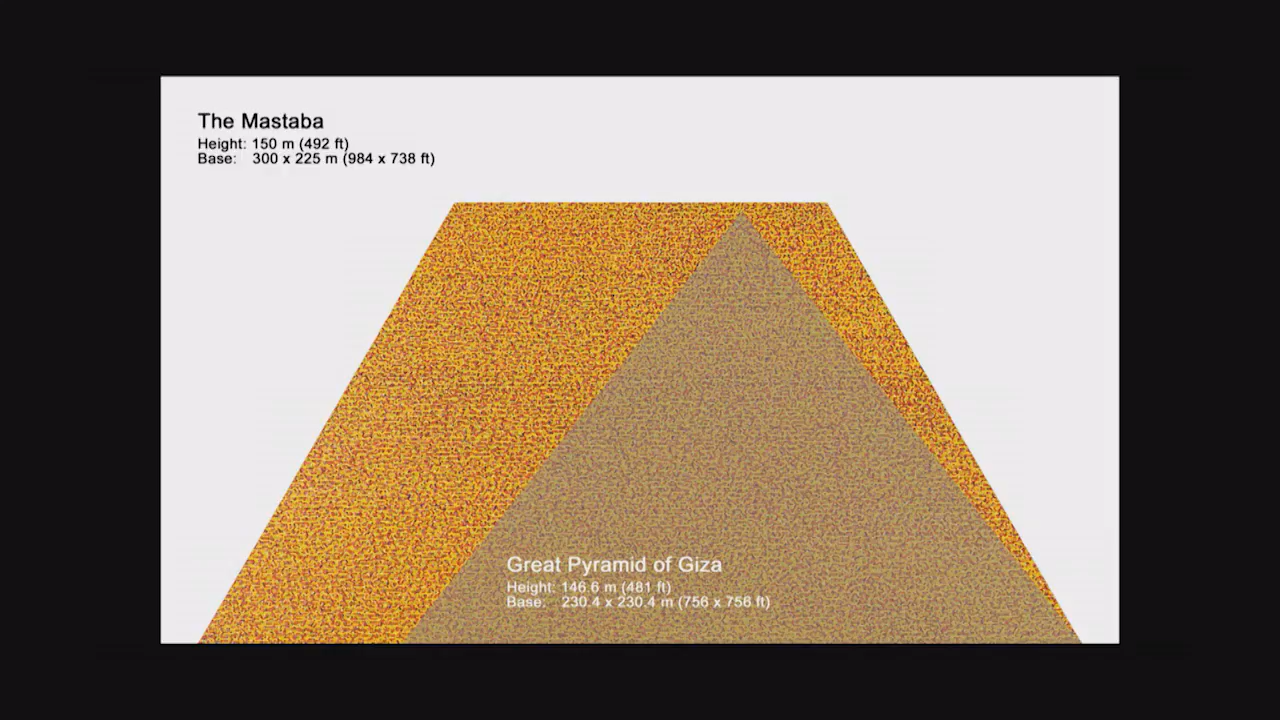 The Mastaba
Height: 150 m (492 ft)
Base: 300 x 225 m (984 x 738 ft)
Great Pyramid of Giza
Height: 146.6 m (481 ft)
Base: 230.4 x 230.4 m (756 x 756 ft)